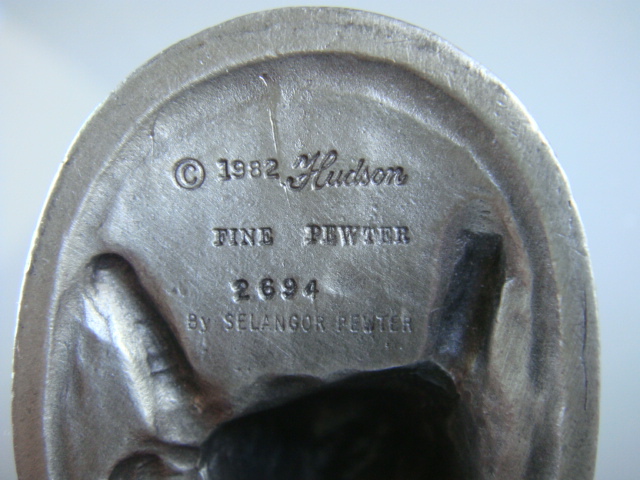 © 1982 Hudson
FINE PEWTER
2694
By SELANGOR PEWTER